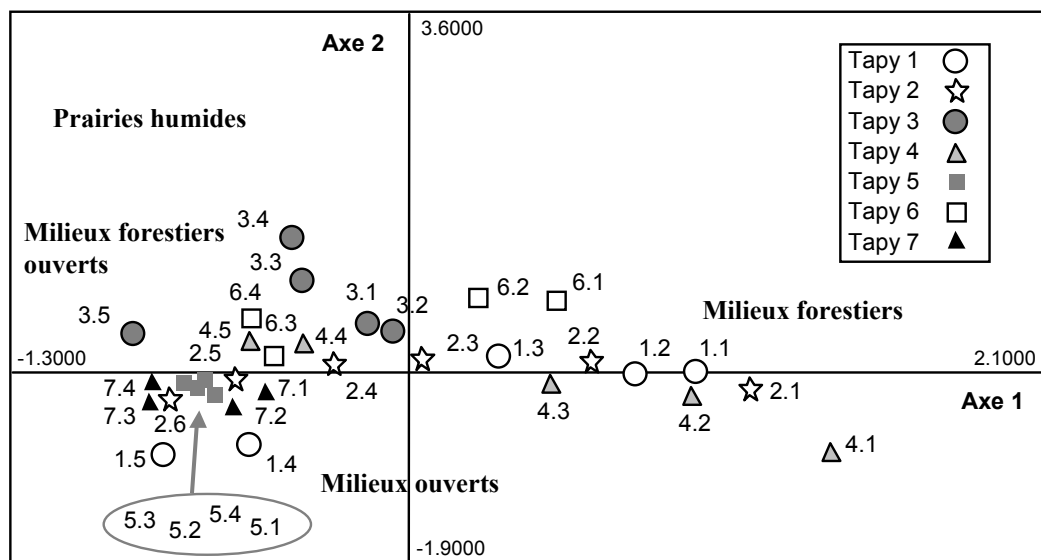 3.6000
Axe 2
Tapy 1
Tapy 2
Tapy 3
Tapy 4
Tapy 5
Tapy 6
Tapy 7
Prairies humides
3.4
Milieux forestiers
ouverts
3.3
6.4
3.1
3.2
6.2
6.1
3.5
4.5
6.3
4.4
2.3
1.3
2.2
1.2
1.1
Milieux forestiers
-1.3000
2.5
2.1000
7.4
7.1
2.4
4.3
4.2
2.1
Axe 1
7.3
2.6
7.2
1.5
1.4
4.1
Milieux ouverts
5.3
5.2
5.4
5.1
-1.9000